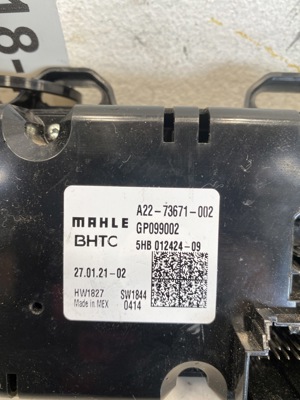 18-
MAHLE
BHTC
A22-73671-002
GP099002
5HB 012424-09
27.01.21-02
HW1827 SW1844
Made in MEX 0414